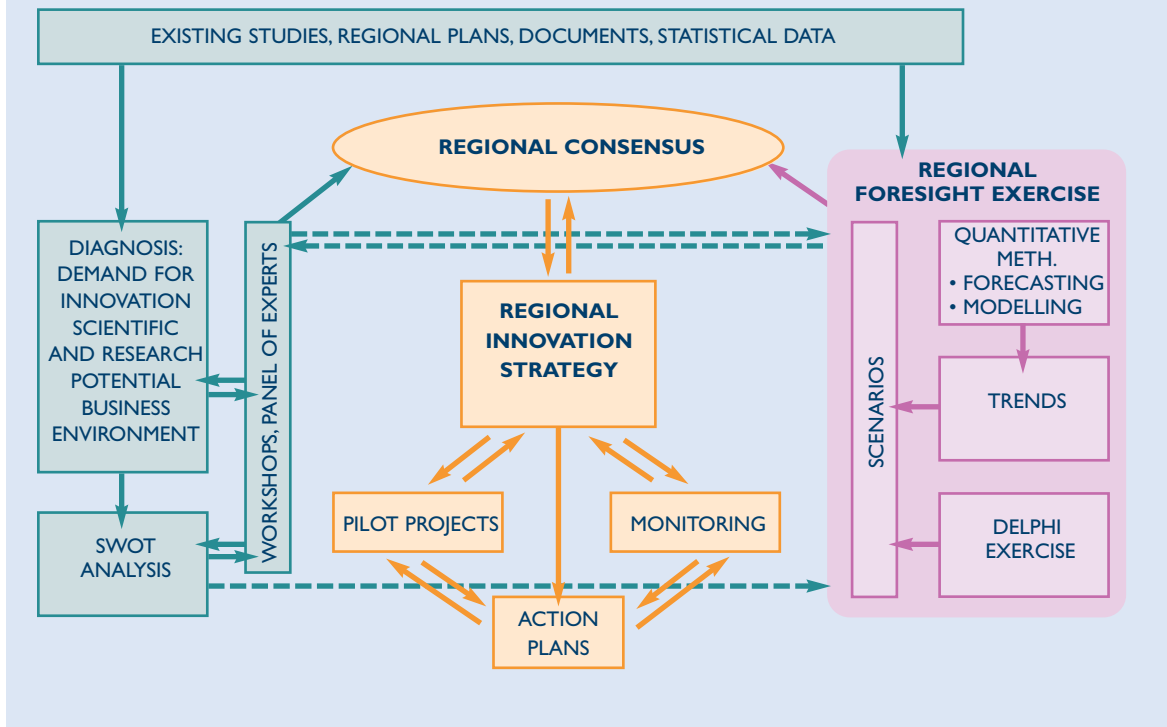 EXISTING STUDIES, REGIONAL PLANS, DOCUMENTS, STATISTICAL DATA
REGIONAL CONSENSUS
REGIONAL
FORESIGHT EXERCISE
DIAGNOSIS:
DEMAND FOR
INNOVATION
SCIENTIFIC
AND RESEARCH
POTENTIAL
BUSINESS
ENVIRONMENT
WORKSHOPS, PANEL OF EXPERTS
REGIONAL
INNOVATION
STRATEGY
SCENARIOS
QUANTITATIVE
METH.
• FORECASTING
• MODELLING
TRENDS
SWOT
ANALYSIS
PILOT PROJECTS
MONITORING
DELPHI
EXERCISE
ACTION
PLANS